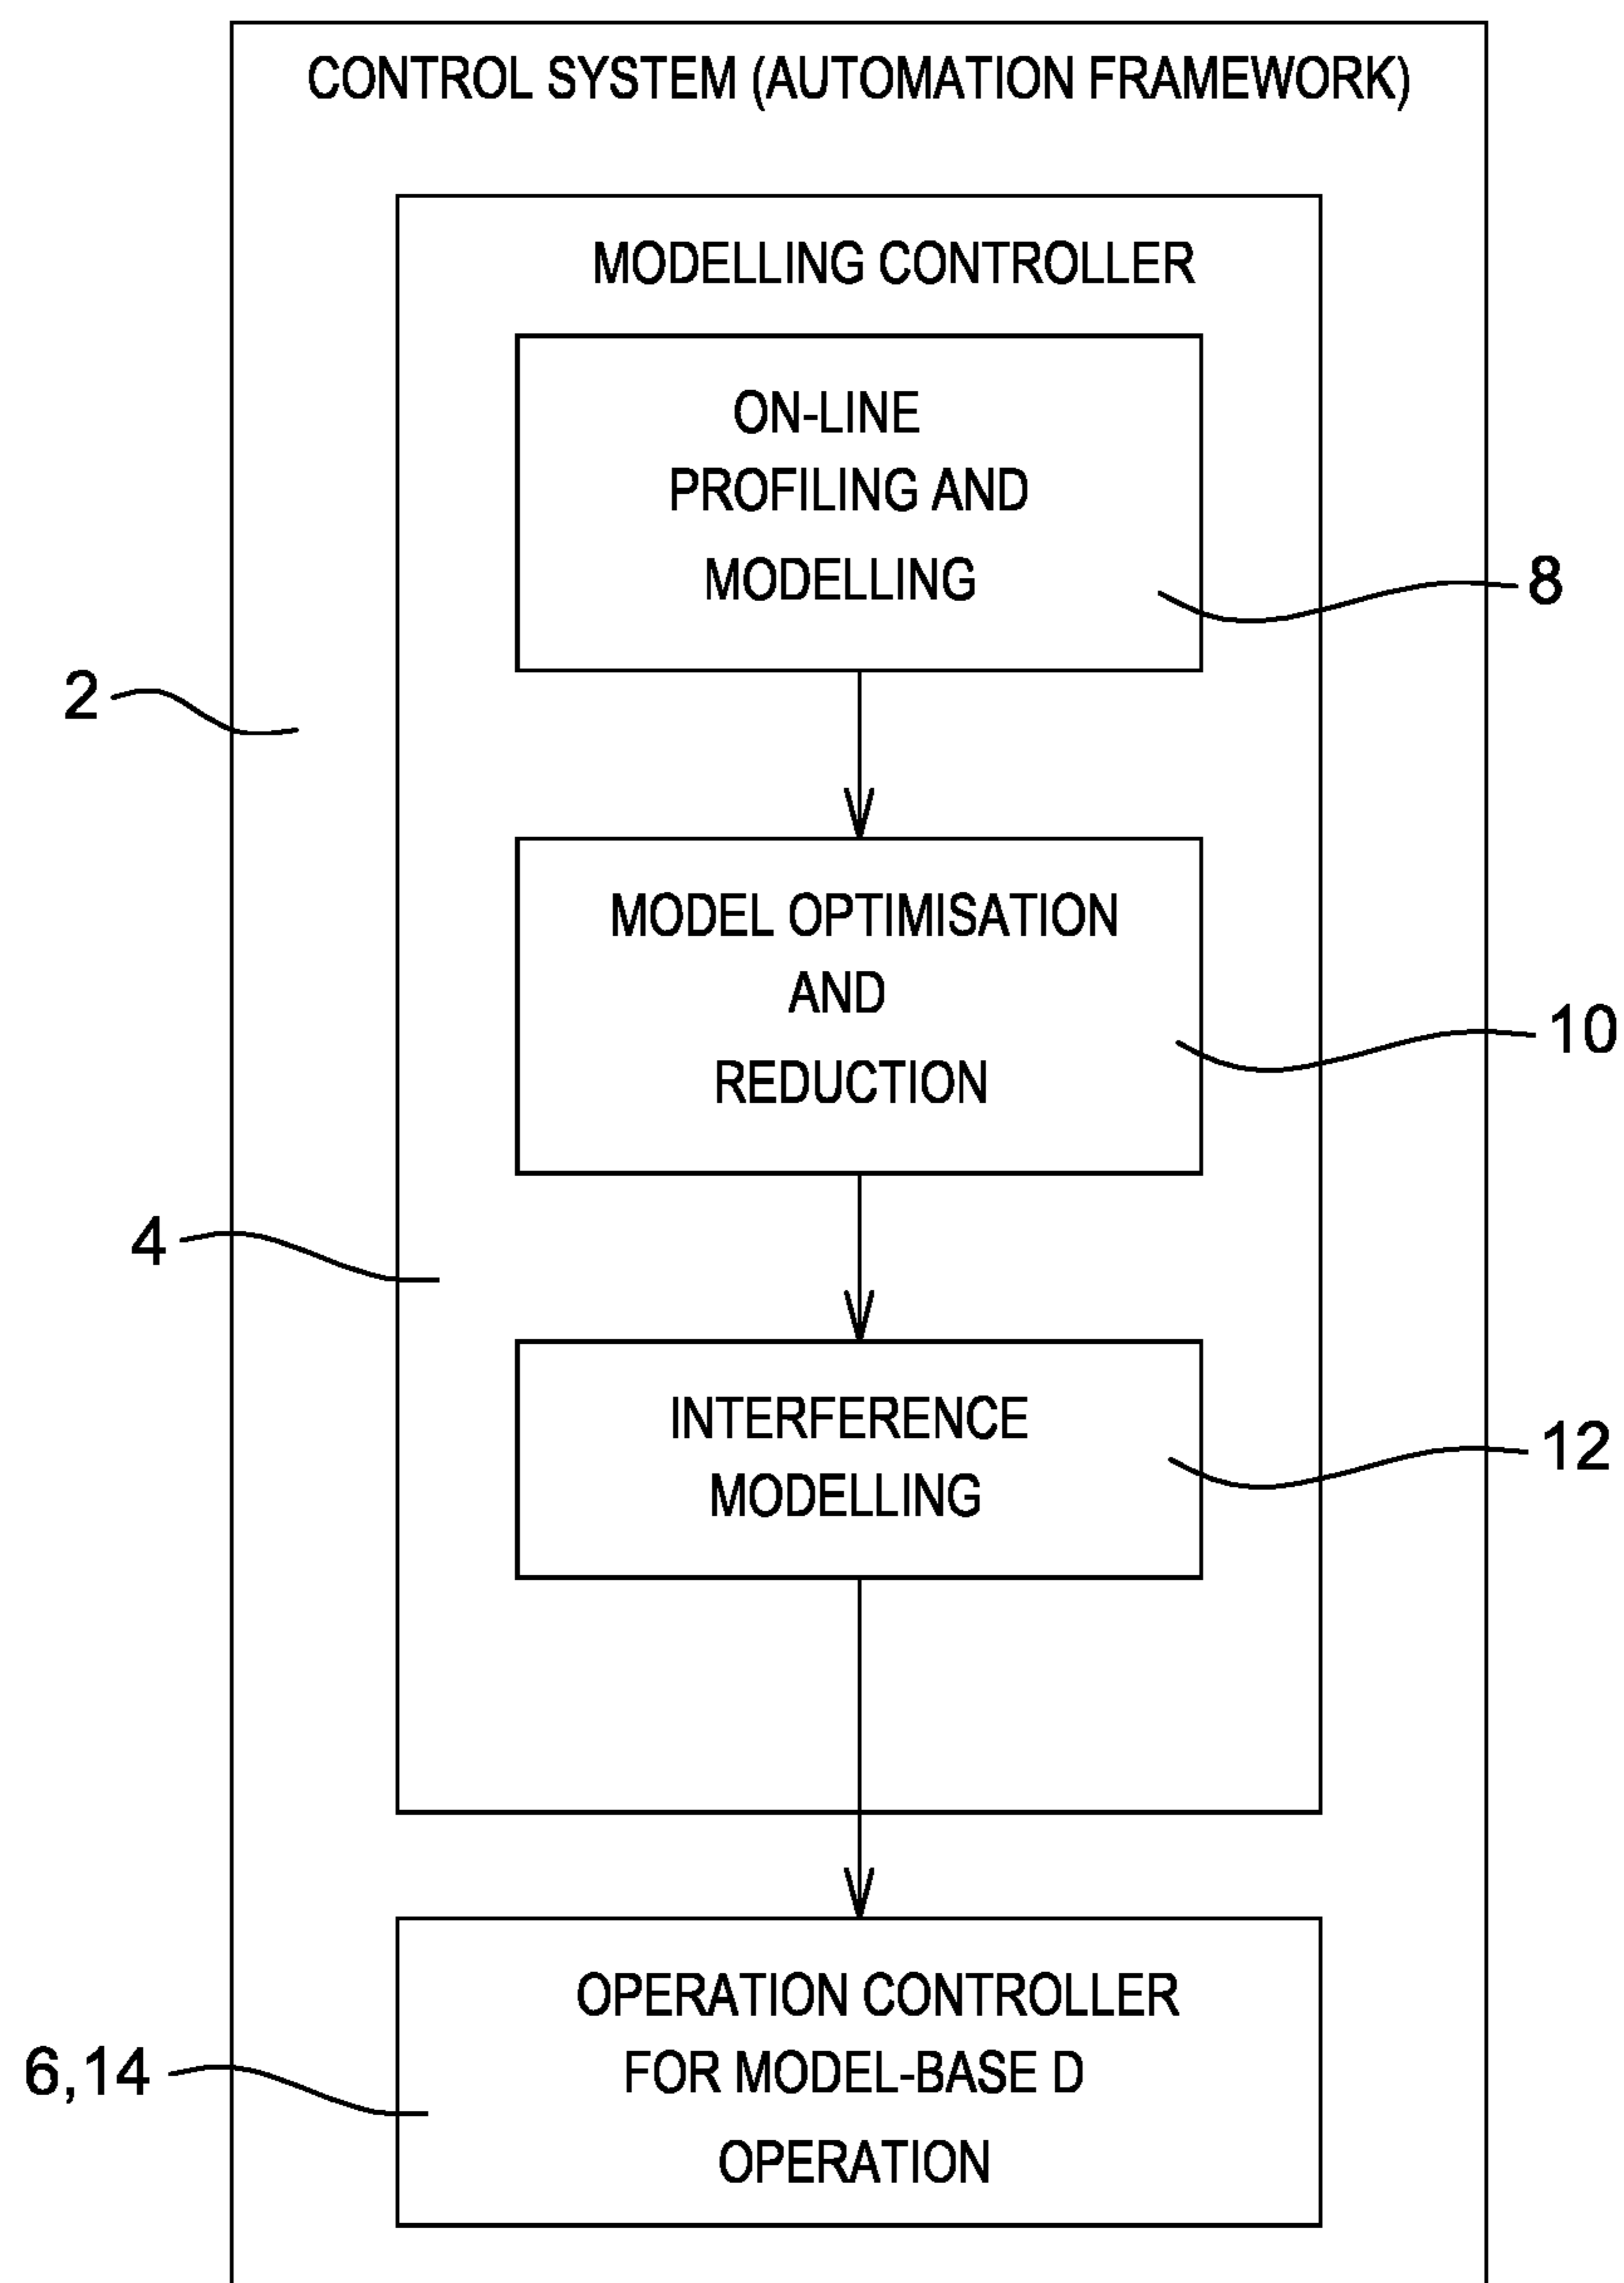 CONTROL SYSTEM (AUTOMATION FRAMEWORK)
MODELLING CONTROLLER
ON-LINE
PROFILING AND
MODELLING
8
2
MODEL OPTIMISATION
AND
REDUCTION
10
4
INTERFERENCE
MODELLING
12
OPERATION CONTROLLER
FOR MODEL-BASE D
OPERATION
6,14